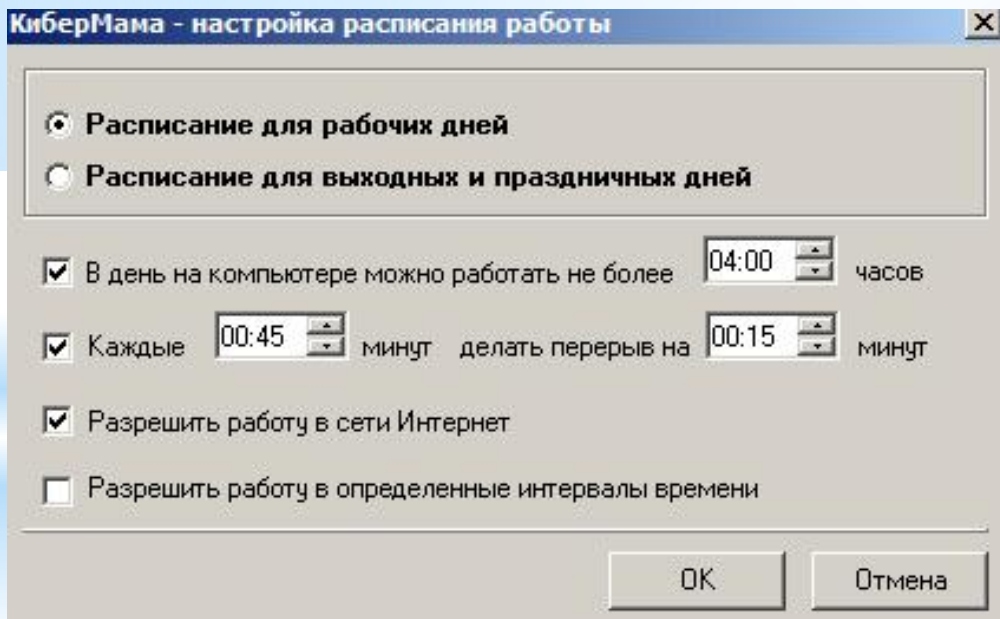 КиберМама - настройка расписания работы
Расписание для рабочих дней
Расписание для выходных и праздничных дней
В день на компьютере можно работать не более 04:00 часов
Каждые 00:45 минут делать перерыв на 00:15 минут
Разрешить работу в сети Интернет
Разрешить работу в определенные интервалы времени
OK Отмена